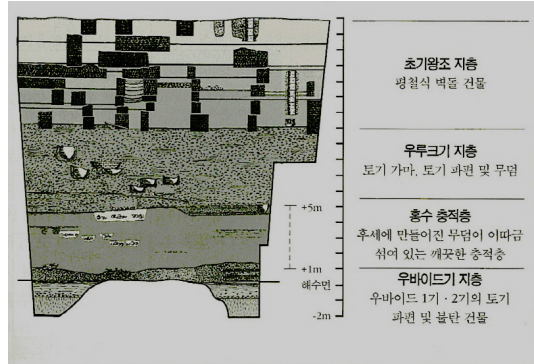 초기왕조 지층
평철식 벽돌 건물
우루크기 지층
토기 가마, 토기 파편 및 무덤
+5m
홍수 충적층
후세에 만들어진 무덤이 이따금
섞여 있는 깨끗한 충적층
+1m
해수면
우바이드기 지층
우바이드 1기 · 2기의 토기
파편 및 불탄 건물
-2m